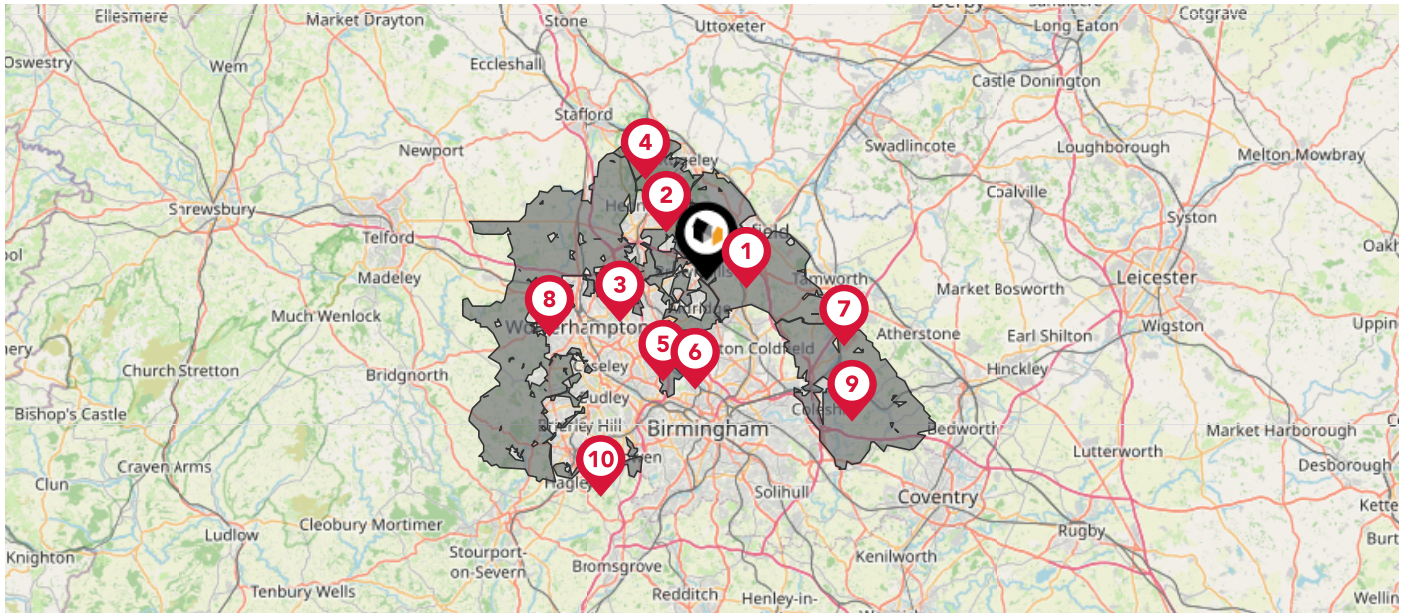 Ellesmere
Market Drayton
Stone
Uttoxeter
Long Eaton
Cotgrave
Oswestry
Wem
Eccleshall
Castle Donington
Stafford
Newport
Swadlincote
Loughborough
Melton Mowbray
4
2
Coalville
Shrewsbury
Telford
Syston
1
Madeley
Tamworth
Leicester
Market Bosworth
8
3
7
Much Wenlock
Atherstone
Earl Shilton
Wigston
5
6
Church Stretton
Bridgnorth
Hinckley
9
Bishop's Castle
Brierley Hill
Birmingham
Bedworth
Market Harborough
Lutterworth
10
Craven Arms
Desborough
Clun
Solihull
Coventry
Cleobury Mortimer
Ludlow
Rugby
Knighton
Stourport-
on-Severn
Kenilworth
Bromsgrove
Tenbury Wells
Redditch
Henley-in-